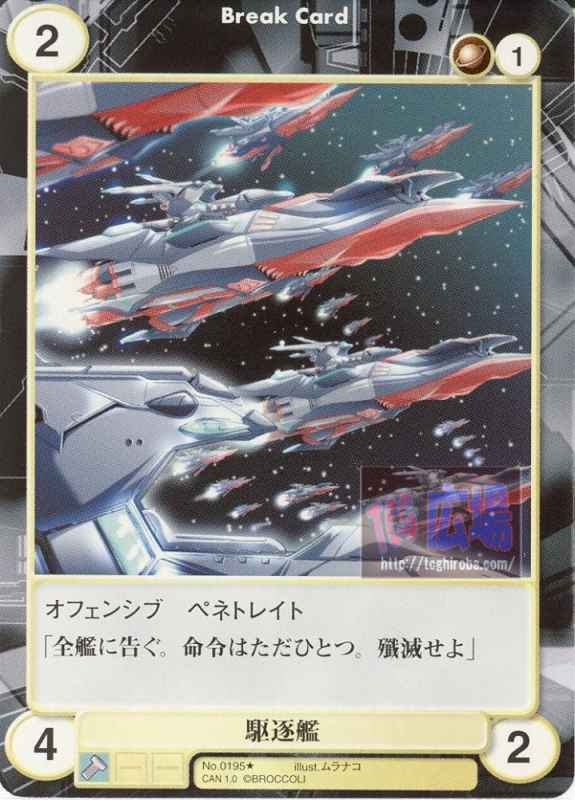 Break Card
2
1
オフェンシブ　ペネトレイト
「全艦に告ぐ。命令はただひとつ。殲滅せよ」
駆逐艦
4
2
No.0195★ illust.ムラナコ
CAN 1.0 ©BROCCOLI
広場
http://tcghiroba.com/